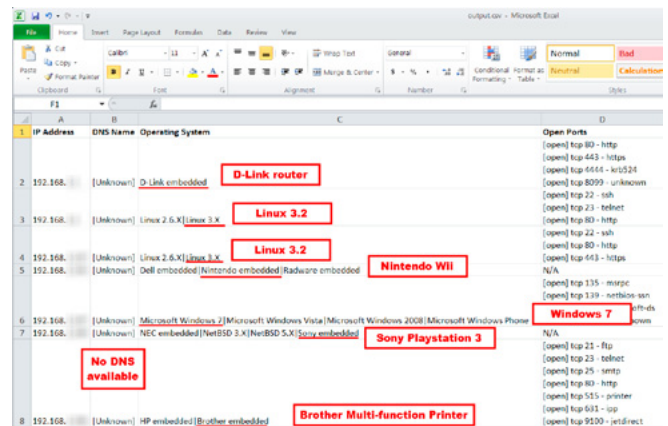 output.csv - Microsoft Excel
File Home Insert Page Layout Formulas Data Review View
Cut
Copy
Format Painter
Paste
Clipboard
Calibri 11
Font
Wrap Text
Merge & Center
Alignment
General
Number
Conditional Formatting
Format as Table
Normal Bad
Neutral Calculation
Styles
F1 fx
A B C D
1 IP Address DNS Name Operating System Open Ports
[open] tcp 80 - http
[open] tcp 443 - https
[open] tcp 4444 - krb524
2 192.168. [Unknown] D-Link embedded [open] tcp 8099 - unknown
D-Link router
[open] tcp 22 - ssh
[open] tcp 23 - telnet
3 192.168. [Unknown] Linux 2.6.X|Linux 3.X [open] tcp 80 - http
Linux 3.2
[open] tcp 22 - ssh
[open] tcp 80 - http
4 192.168. [Unknown] Linux 2.6.X|Linux 3.X [open] tcp 443 - https
Linux 3.2
5 192.168. [Unknown] Dell embedded|Nintendo embedded|Radware embedded N/A
Nintendo Wii
[open] tcp 135 - msrpc
[open] tcp 139 - netbios-ssn
oft-ds
6 192.168. [Unknown] Microsoft Windows 7|Microsoft Windows Vista|Microsoft Windows 2008|Microsoft Windows Phone
Windows 7
7 192.168. [Unknown] NEC embedded|NetBSD 3.X|NetBSD 5.X|Sony embedded N/A
Sony Playstation 3
[open] tcp 21 - ftp
[open] tcp 23 - telnet
No DNS
available
[open] tcp 25 - smtp
[open] tcp 80 - http
[open] tcp 515 - printer
[open] tcp 631 - ipp
8 192.168. [Unknown] HP embedded|Brother embedded [open] tcp 9100 - jetdirect
Brother Multi-function Printer